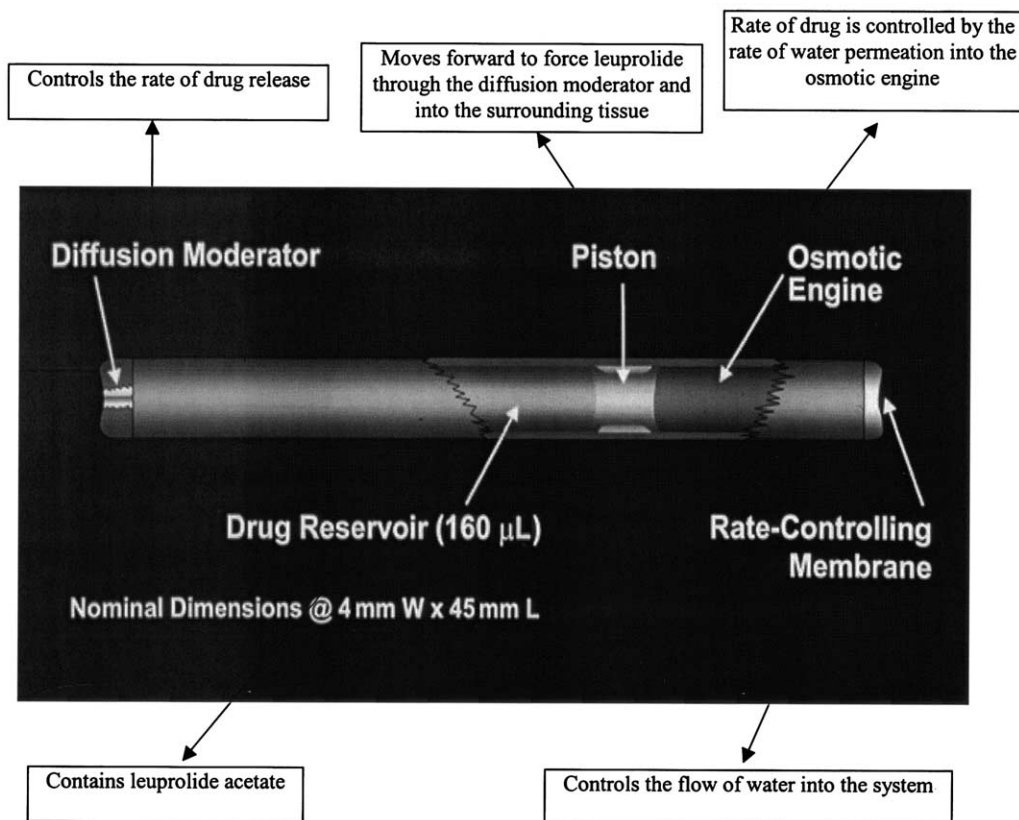 Controls the rate of drug release
Moves forward to force leuprolide
through the diffusion moderator and
into the surrounding tissue
Rate of drug is controlled by the
rate of water permeation into the
osmotic engine
Diffusion Moderator
Piston
Osmotic
Engine
Drug Reservoir (160 μL)
Rate-Controlling
Membrane
Nominal Dimensions @ 4 mm W x 45 mm L
Contains leuprolide acetate
Controls the flow of water into the system